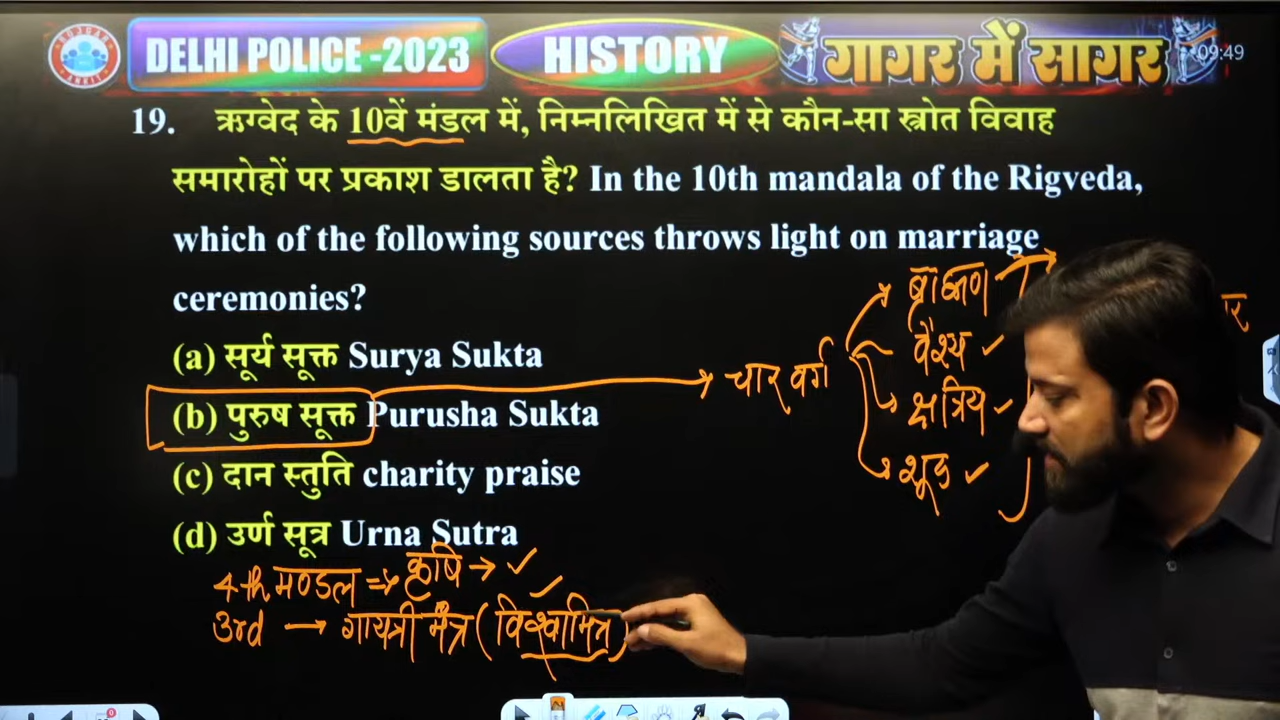 ROJGAR
ANKIT
DELHI POLICE -2023
HISTORY
गागर में सागर
09:49
19. ऋग्वेद के 10वें मंडल में, निम्नलिखित में से कौन-सा स्त्रोत विवाह
समारोहों पर प्रकाश डालता है? In the 10th mandala of the Rigveda,
which of the following sources throws light on marriage
ceremonies?
(a) सूर्य सूक्त Surya Sukta
(b) पुरुष सूक्त Purusha Sukta
(c) दान स्तुति charity praise
(d) उर्ण सूत्र Urna Sutra
चार वर्ग
ब्राह्मण
वैश्य
क्षत्रिय
शूद्र
4th मण्डल => कृषि →
3rd → गायत्री मंत्र (विश्वामित्र)